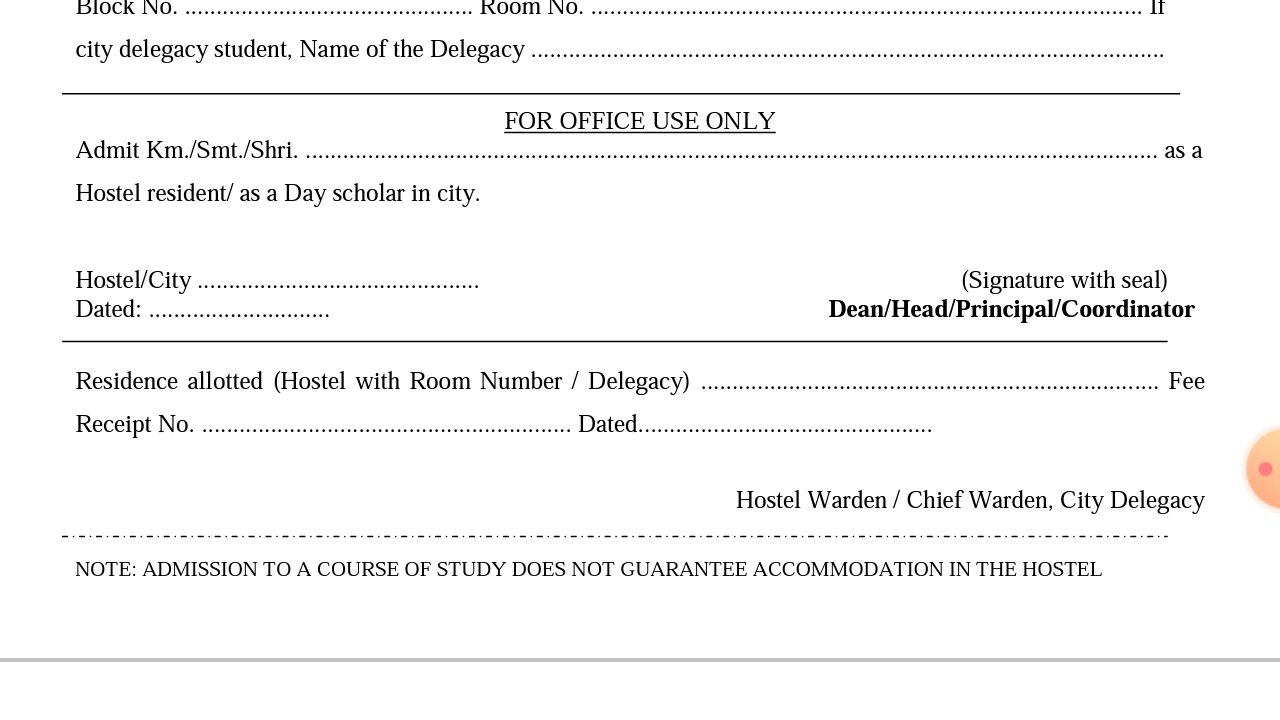 Block No. .............................................. Room No. ........................................................................................ If
city delegacy student, Name of the Delegacy .....................................................................................................
FOR OFFICE USE ONLY
Admit Km./Smt./Shri. ........................................................................................................................................ as a
Hostel resident/ as a Day scholar in city.
Hostel/City ............................................. (Signature with seal)
Dated: ............................. Dean/Head/Principal/Coordinator
Residence allotted (Hostel with Room Number / Delegacy) ......................................................................... Fee
Receipt No. ........................................................... Dated...............................................
Hostel Warden / Chief Warden, City Delegacy
NOTE: ADMISSION TO A COURSE OF STUDY DOES NOT GUARANTEE ACCOMMODATION IN THE HOSTEL